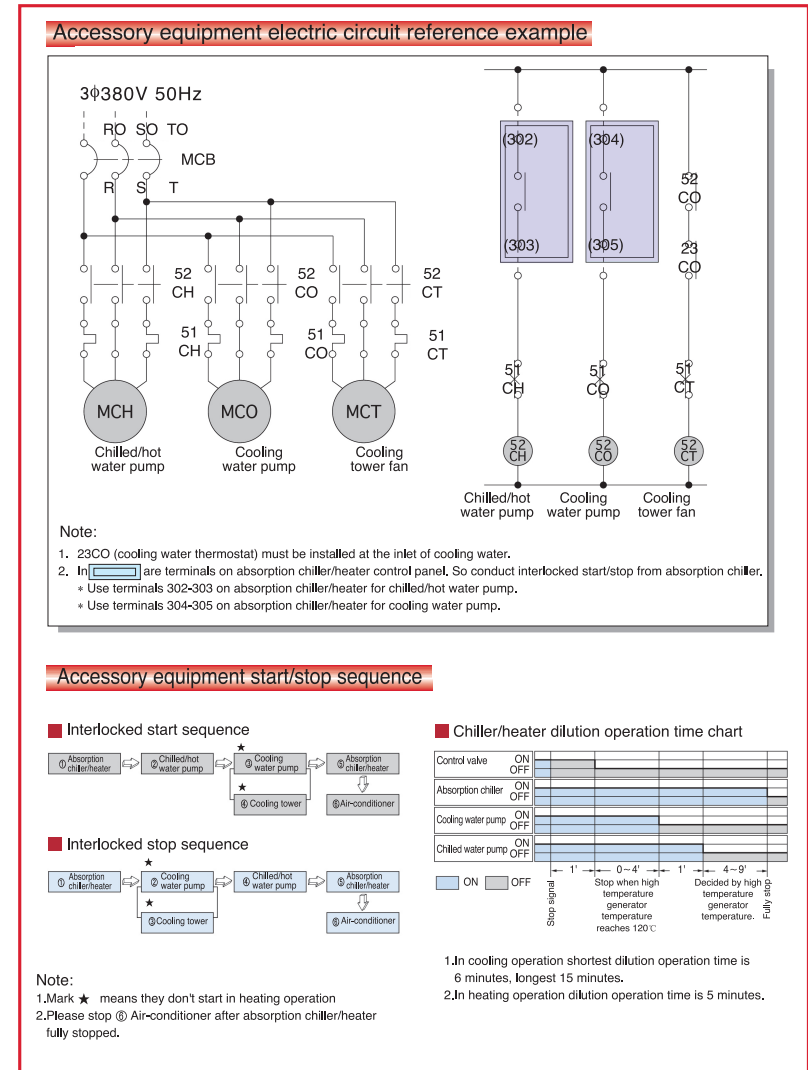 Accessory equipment electric circuit reference example
3ϕ380V 50Hz
RO SO TO
MCB
R S T
52
CH
52
CO
52
CT
51
CH
51
CO
51
CT
MCH
MCO
MCT
Chilled/hot
water pump
Cooling
water pump
Cooling
tower fan
(302)
(304)
52
CO
(303)
(305)
23
CO
51
CH
51
CO
51
CT
52
CH
52
CO
52
CT
Chilled/hot
water pump
Cooling
water pump
Cooling
tower fan
Note:
1. 23CO (cooling water thermostat) must be installed at the inlet of cooling water.
2. In are terminals on absorption chiller/heater control panel. So conduct interlocked start/stop from absorption chiller.
* Use terminals 302-303 on absorption chiller/heater for chilled/hot water pump.
* Use terminals 304-305 on absorption chiller/heater for cooling water pump.
Accessory equipment start/stop sequence
Interlocked start sequence
① Absorption
chiller/heater
② Chilled/hot
water pump
★
③ Cooling
water pump
★
④ Cooling tower
⑤ Absorption
chiller/heater
⑥Air-conditioner
Interlocked stop sequence
① Absorption
chiller/heater
★
② Cooling
water pump
★
③Cooling tower
④ Chilled/hot
water pump
⑤ Absorption
chiller/heater
⑥ Air-conditioner
Note:
1.Mark ★ means they don't start in heating operation
2.Please stop ⑥ Air-conditioner after absorption chiller/heater
fully stopped.
Chiller/heater dilution operation time chart
Control valve ON
OFF
Absorption chiller ON
OFF
Cooling water pump ON
OFF
Chilled water pump ON
OFF
ON OFF
Stop signal
1' 0~4' 1' 4~9'
Stop when high
temperature
generator
temperature
reaches 120℃
Decided by high
temperature
generator
temperature.
Fully stop
1.In cooling operation shortest dilution operation time is
6 minutes, longest 15 minutes.
2.In heating operation dilution operation time is 5 minutes.